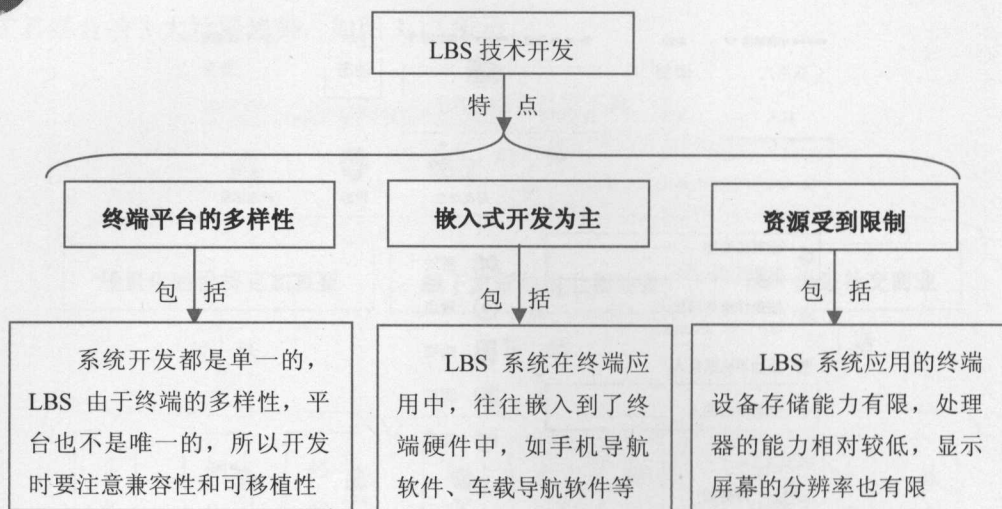 LBS 技术开发
特 点
终端平台的多样性
嵌入式开发为主
资源受到限制
包 括
包 括
包 括
系统开发都是单一的，
LBS 由于终端的多样性，平
台也不是唯一的，所以开发
时要注意兼容性和可移植性
LBS 系统在终端应
用中，往往嵌入到了终
端硬件中，如手机导航
软件、车载导航软件等
LBS 系统应用的终端
设备存储能力有限，处理
器的能力相对较低，显示
屏幕的分辨率也有限